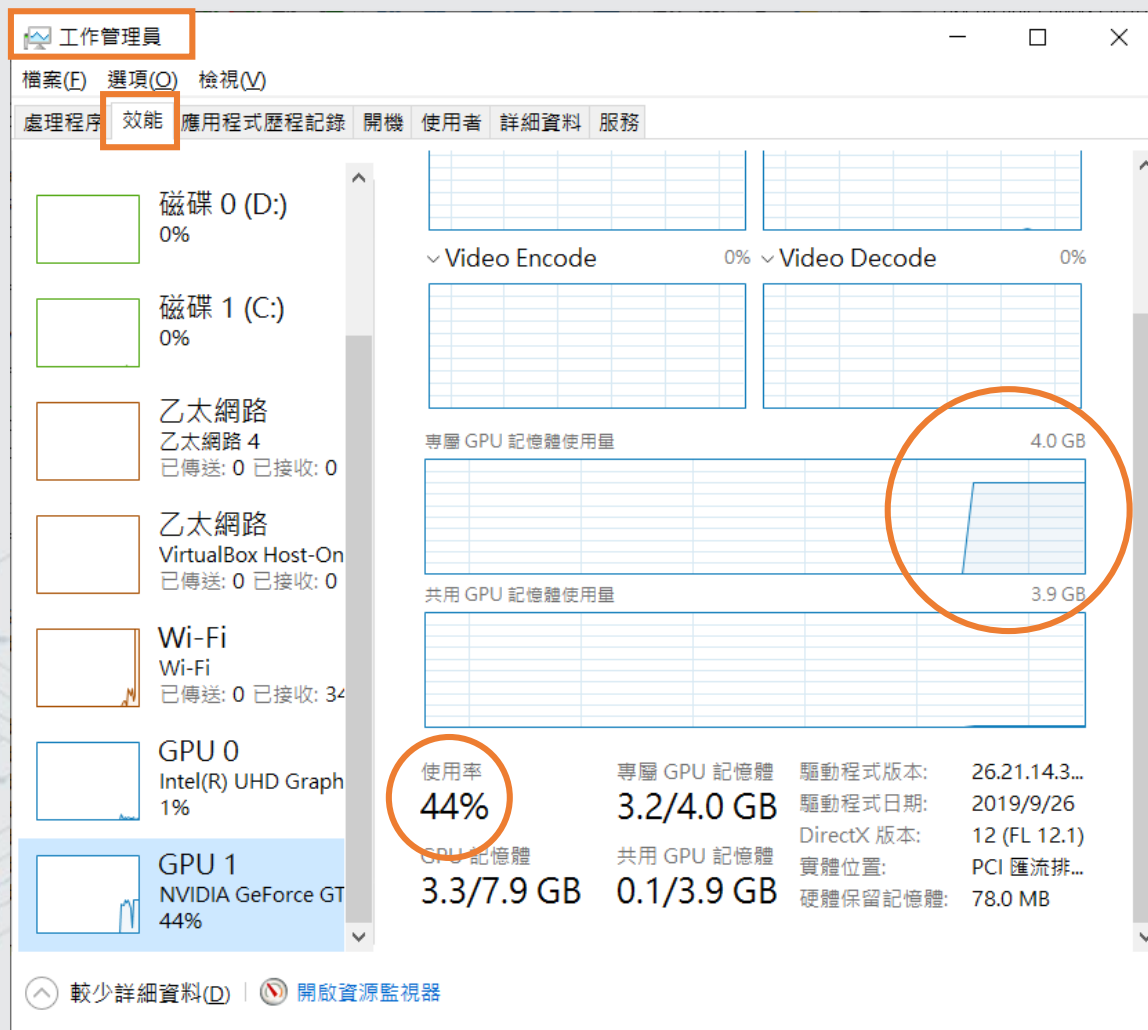 工作管理員
檔案(F) 選項(O) 檢視(V)
處理程序 效能 應用程式歷程記錄 開機 使用者 詳細資料 服務
磁碟 0 (D:)
0%
磁碟 1 (C:)
0%
乙太網路
乙太網路 4
已傳送: 0 已接收: 0
乙太網路
VirtualBox Host-On
已傳送: 0 已接收: 0
Wi-Fi
Wi-Fi
已傳送: 0 已接收: 34
GPU 0
Intel(R) UHD Graph
1%
GPU 1
NVIDIA GeForce GT
44%
Video Encode 0% Video Decode 0%
專屬 GPU 記憶體使用量 4.0 GB
共用 GPU 記憶體使用量 3.9 GB
使用率
44%
專屬 GPU 記憶體
3.2/4.0 GB
GPU 記憶體
3.3/7.9 GB
共用 GPU 記憶體
0.1/3.9 GB
驅動程式版本: 26.21.14.3...
驅動程式日期: 2019/9/26
DirectX 版本: 12 (FL 12.1)
實體位置: PCI 匯流排...
硬體保留記憶體: 78.0 MB
較少詳細資料(D) 開啟資源監視器